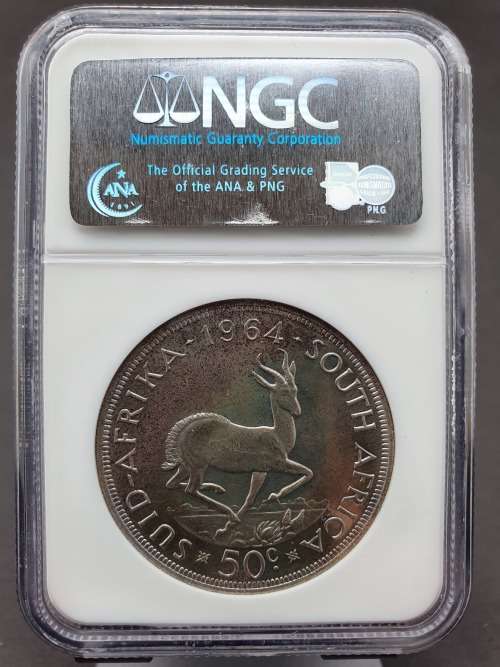 NGC
Numismatic Guaranty Corporation
The Official Grading Service
of the ANA & PNG
ANA
1891
P.N.G.
SUID-AFRIKA · 1964 · SOUTH AFRICA
50c